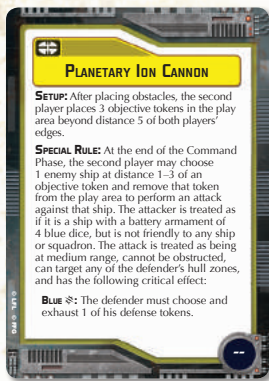 PLANETARY ION CANNON
SETUP: After placing obstacles, the second
player places 3 objective tokens in the play
area beyond distance 5 of both players'
edges.
SPECIAL RULE: At the end of the Command
Phase, the second player may choose
1 enemy ship at distance 1–3 of an
objective token and remove that token
from the play area to perform an attack
against that ship. The attacker is treated as
if it is a ship with a battery armament of
4 blue dice, but is not friendly to any ship
or squadron. The attack is treated as being
at medium range, cannot be obstructed,
can target any of the defender's hull zones,
and has the following critical effect:
BLUE : The defender must choose and
exhaust 1 of his defense tokens.
© LFL © FFG
--